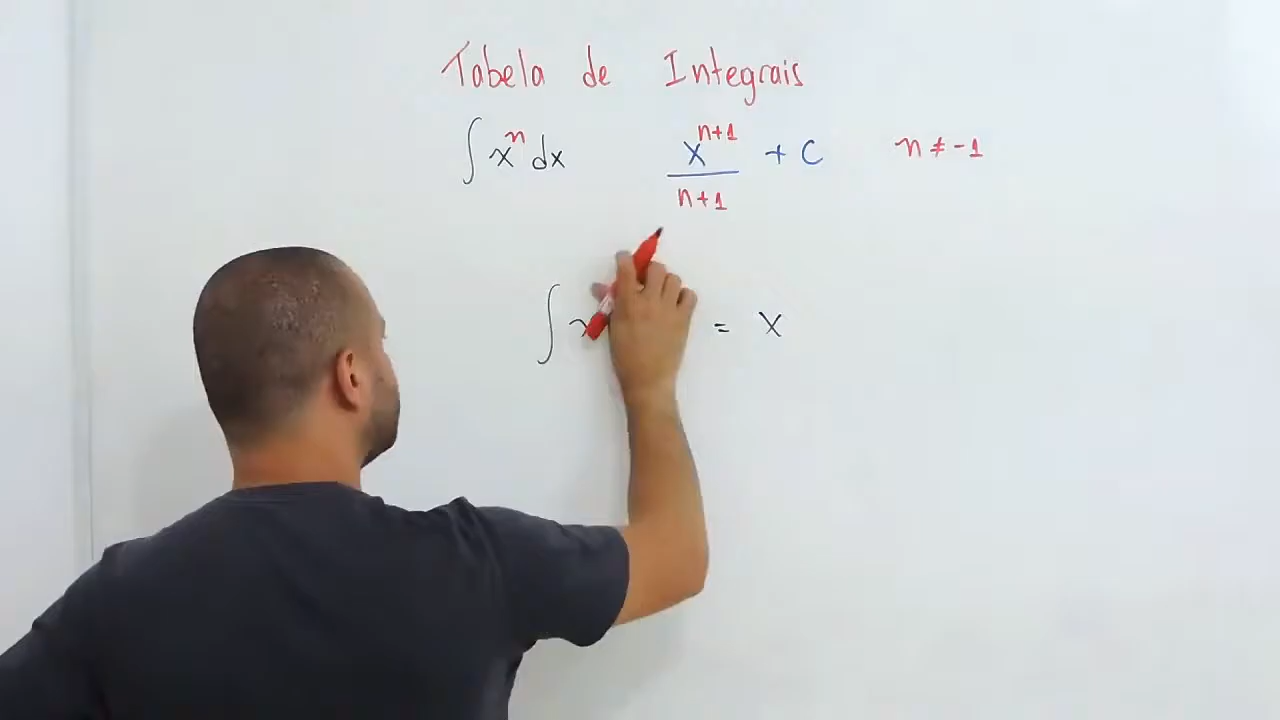 Tabela de Integrais
∫ xⁿ dx   xⁿ⁺¹/n+1 + C   n ≠ -1
∫ x = x